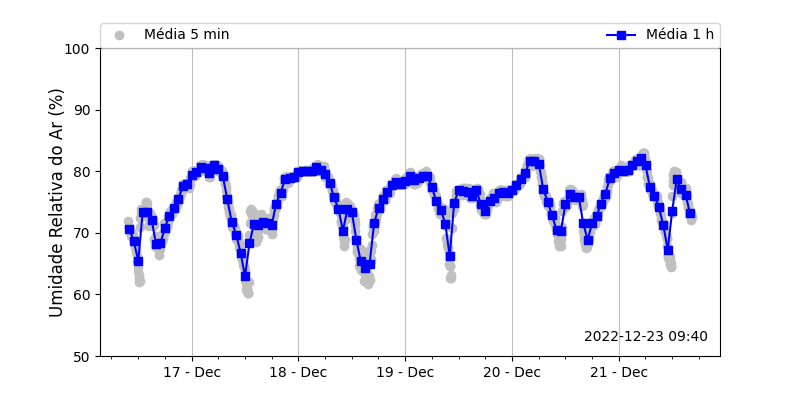 Média 5 min
Média 1 h
Umidade Relativa do Ar (%)
100
90
80
70
60
50
2022-12-23 09:40
17 - Dec
18 - Dec
19 - Dec
20 - Dec
21 - Dec